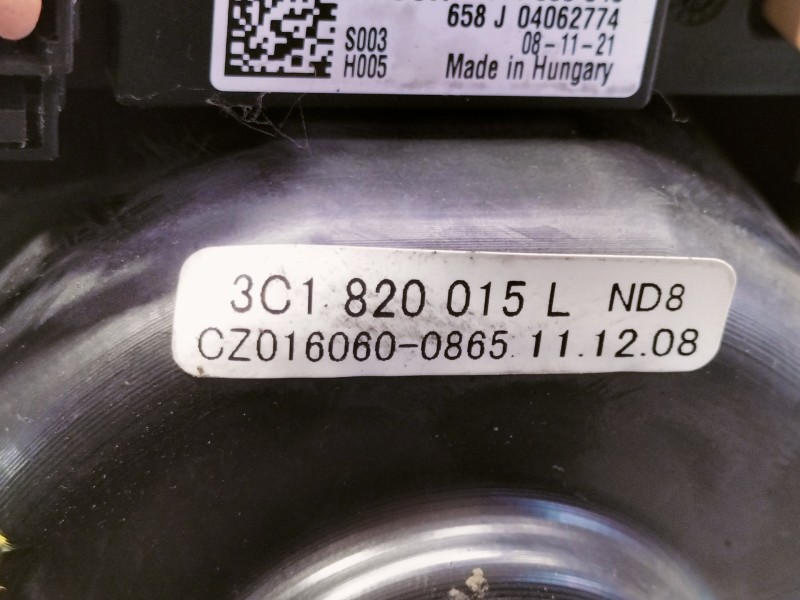 658 J 04062774
S003 08-11-21
H005 Made in Hungary
3C1 820 015 L ND8
CZ016060-0865 11.12.08